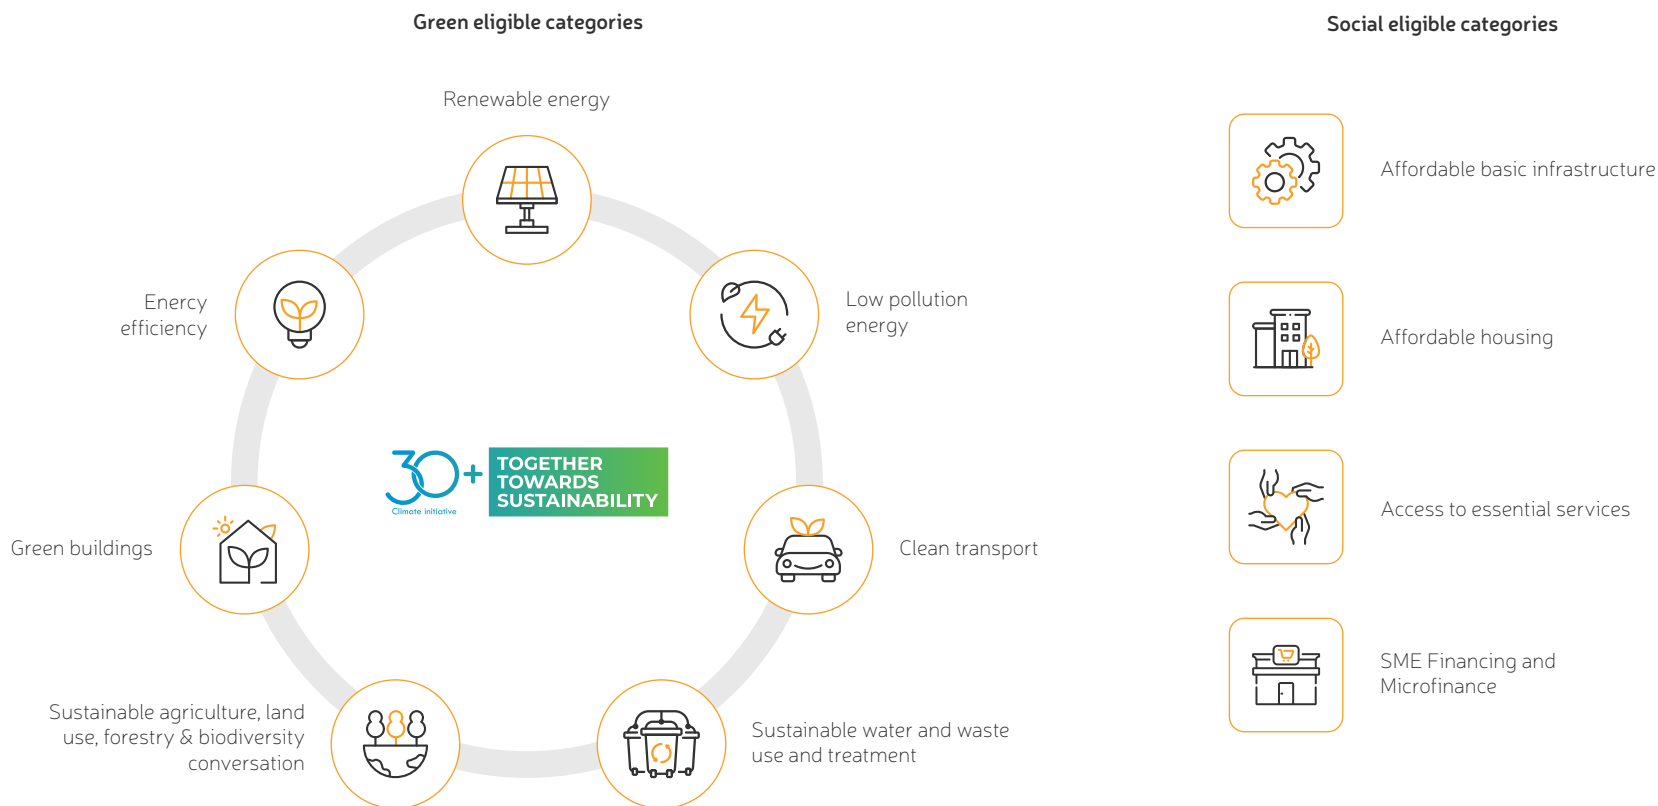 Green eligible categories
Renewable energy
Low pollution
energy
Clean transport
Sustainable water and waste
use and treatment
Sustainable agriculture, land
use, forestry & biodiversity
conversation
Green buildings
Enercy
efficiency
30+
Climate initiative
TOGETHER
TOWARDS
SUSTAINABILITY
Social eligible categories
Affordable basic infrastructure
Affordable housing
Access to essential services
SME Financing and
Microfinance